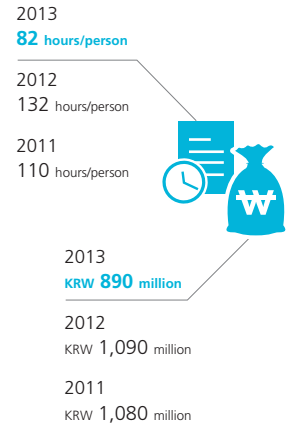 2013
82 hours/person
2012
132 hours/person
2011
110 hours/person
₩
2013
KRW 890 million
2012
KRW 1,090 million
2011
KRW 1,080 million